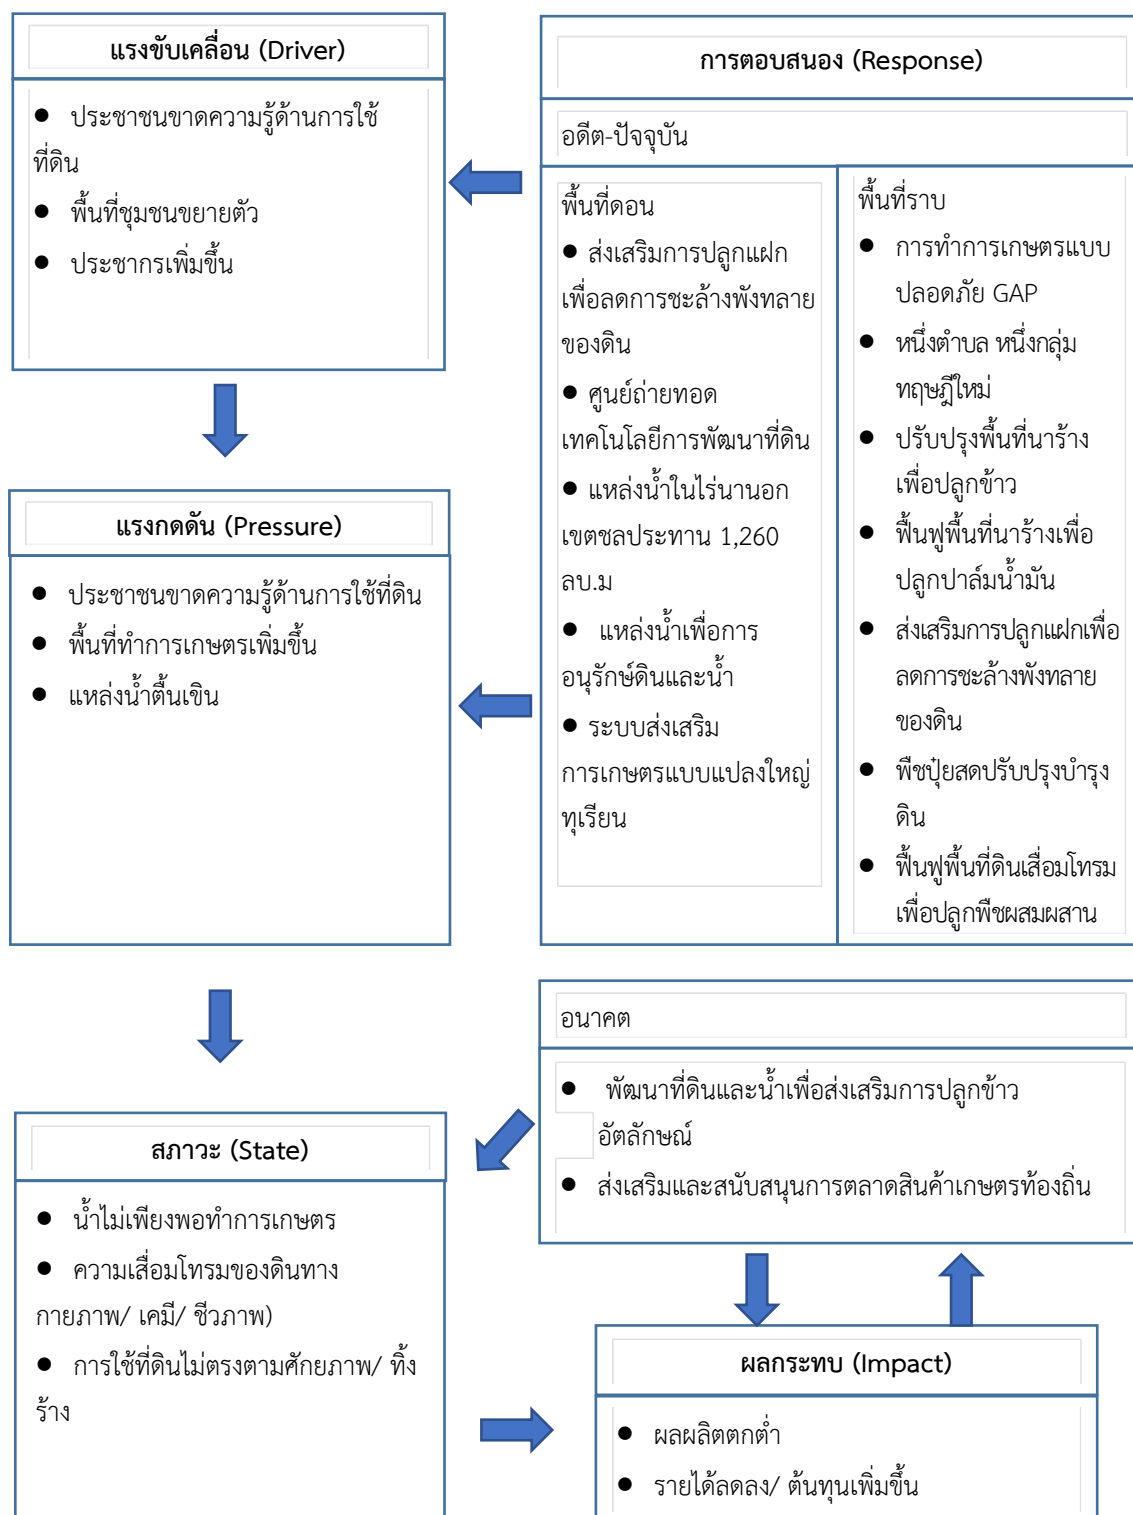 แรงขับเคลื่อน (Driver)
● ประชาชนขาดความรู้ด้านการใช้
ที่ดิน
● พื้นที่ชุมชนขยายตัว
● ประชากรเพิ่มขึ้น
แรงกดดัน (Pressure)
● ประชาชนขาดความรู้ด้านการใช้ที่ดิน
● พื้นที่ทำการเกษตรเพิ่มขึ้น
● แหล่งน้ำตื้นเขิน
การตอบสนอง (Response)
อดีต-ปัจจุบัน
พื้นที่ดอน
● ส่งเสริมการปลูกแฝก
เพื่อลดการชะล้างพังทลาย
ของดิน
● ศูนย์ถ่ายทอด
เทคโนโลยีการพัฒนาที่ดิน
● แหล่งน้ำในไร่นานอก
เขตชลประทาน 1,260
ลบ.ม
● แหล่งน้ำเพื่อการ
อนุรักษ์ดินและน้ำ
● ระบบส่งเสริม
การเกษตรแบบแปลงใหญ่
ทุเรียน
พื้นที่ราบ
● การทำการเกษตรแบบ
ปลอดภัย GAP
● หนึ่งตำบล หนึ่งกลุ่ม
ทฤษฎีใหม่
● ปรับปรุงพื้นที่นาร้าง
เพื่อปลูกข้าว
● ฟื้นฟูพื้นที่นาร้างเพื่อ
ปลูกปาล์มน้ำมัน
● ส่งเสริมการปลูกแฝกเพื่อ
ลดการชะล้างพังทลาย
ของดิน
● พืชปุ๋ยสดปรับปรุงบำรุง
ดิน
● ฟื้นฟูพื้นที่ดินเสื่อมโทรม
เพื่อปลูกพืชผสมผสาน
อนาคต
● พัฒนาที่ดินและน้ำเพื่อส่งเสริมการปลูกข้าว
อัตลักษณ์
● ส่งเสริมและสนับสนุนการตลาดสินค้าเกษตรท้องถิ่น
สภาวะ (State)
● น้ำไม่เพียงพอทำการเกษตร
● ความเสื่อมโทรมของดินทาง
กายภาพ/ เคมี/ ชีวภาพ)
● การใช้ที่ดินไม่ตรงตามศักยภาพ/ ทิ้ง
ร้าง
ผลกระทบ (Impact)
● ผลผลิตตกต่ำ
● รายได้ลดลง/ ต้นทุนเพิ่มขึ้น